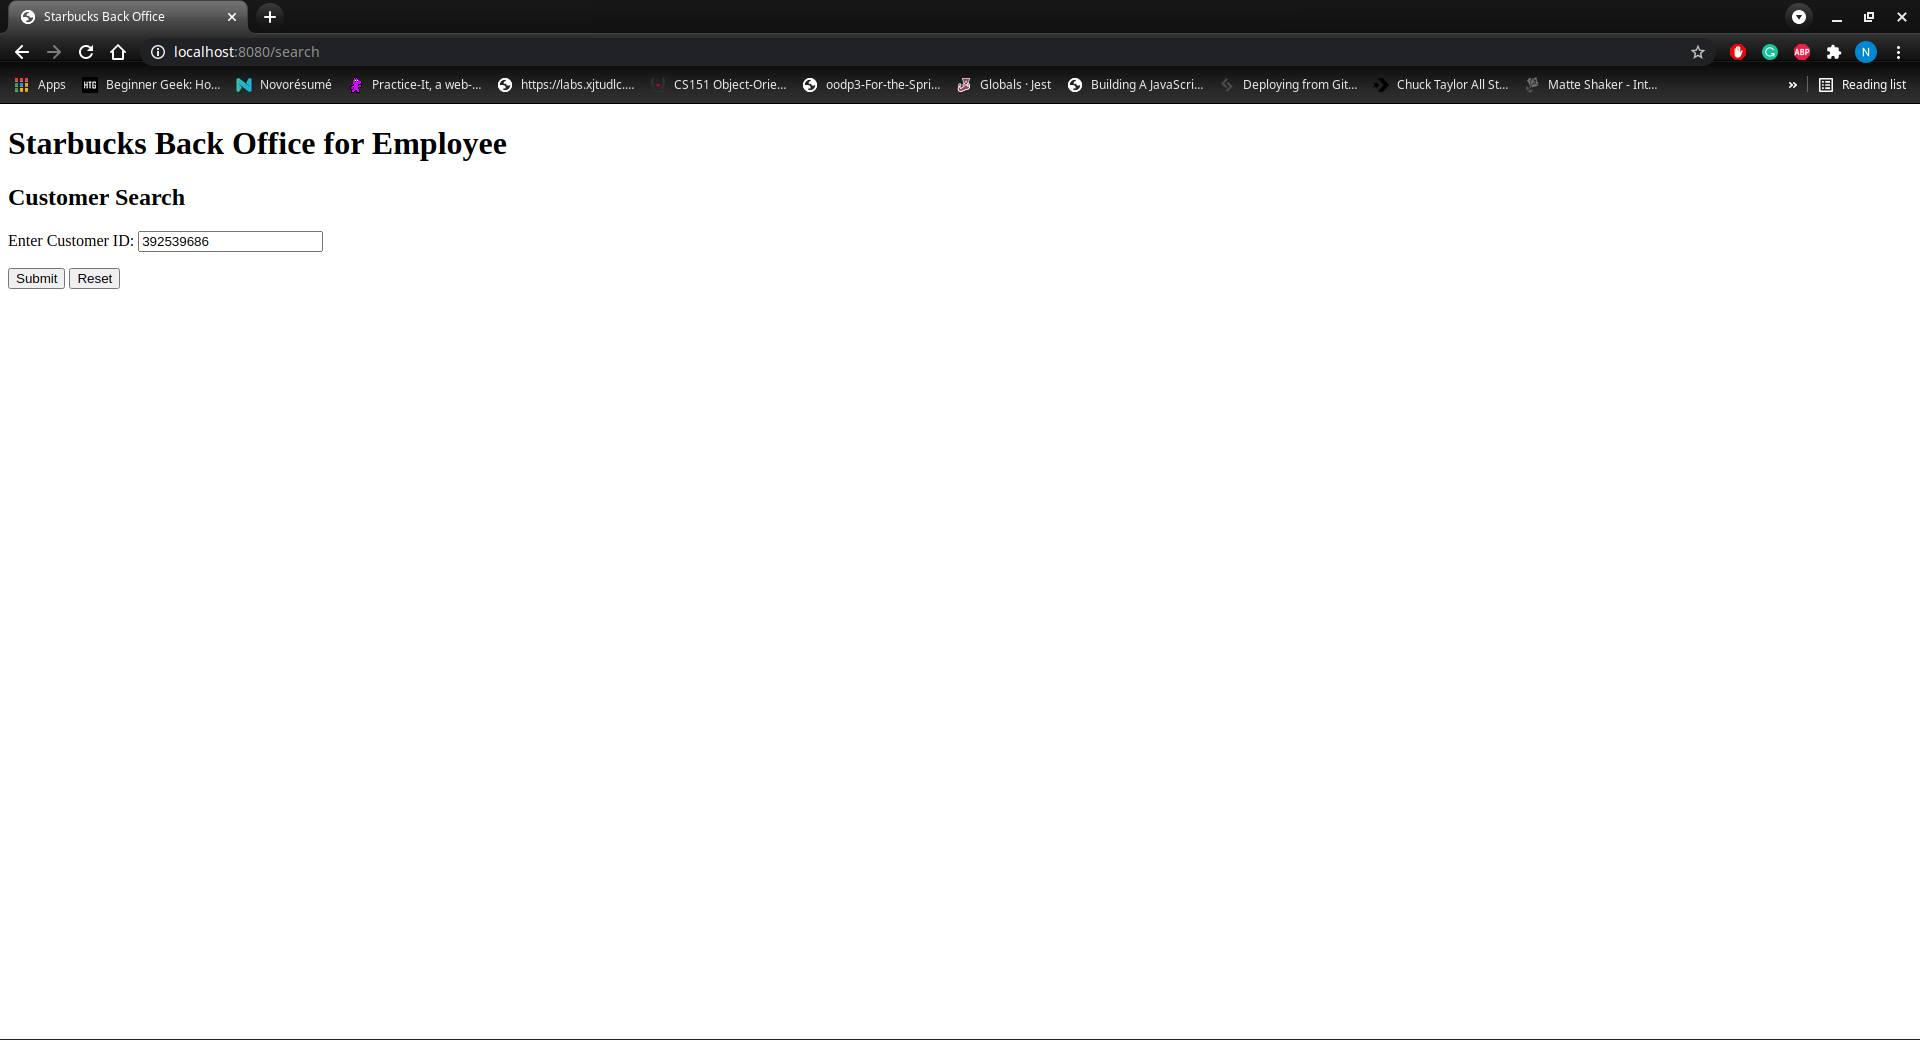 Starbucks Back Office
localhost:8080/search
Apps HTG Beginner Geek: Ho... Novorésumé Practice-It, a web-... https://labs.xjtudlc.... CS151 Object-Orie... oodp3-For-the-Spri... Globals · Jest Building A JavaScri... Deploying from Git... Chuck Taylor All St... Matte Shaker - Int... » Reading list
ABP N
Starbucks Back Office for Employee
Customer Search
Enter Customer ID: 392539686
Submit Reset